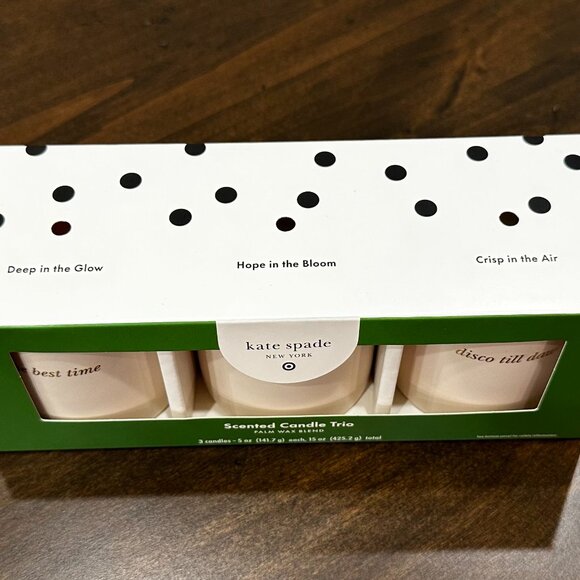 Deep in the Glow
Hope in the Bloom
Crisp in the Air
kate spade
NEW YORK
best time
disco till
Scented Candle Trio
PALM WAX BLEND
3 candles - 5 oz (141.7 g) each, 15 oz (425.2 g) total